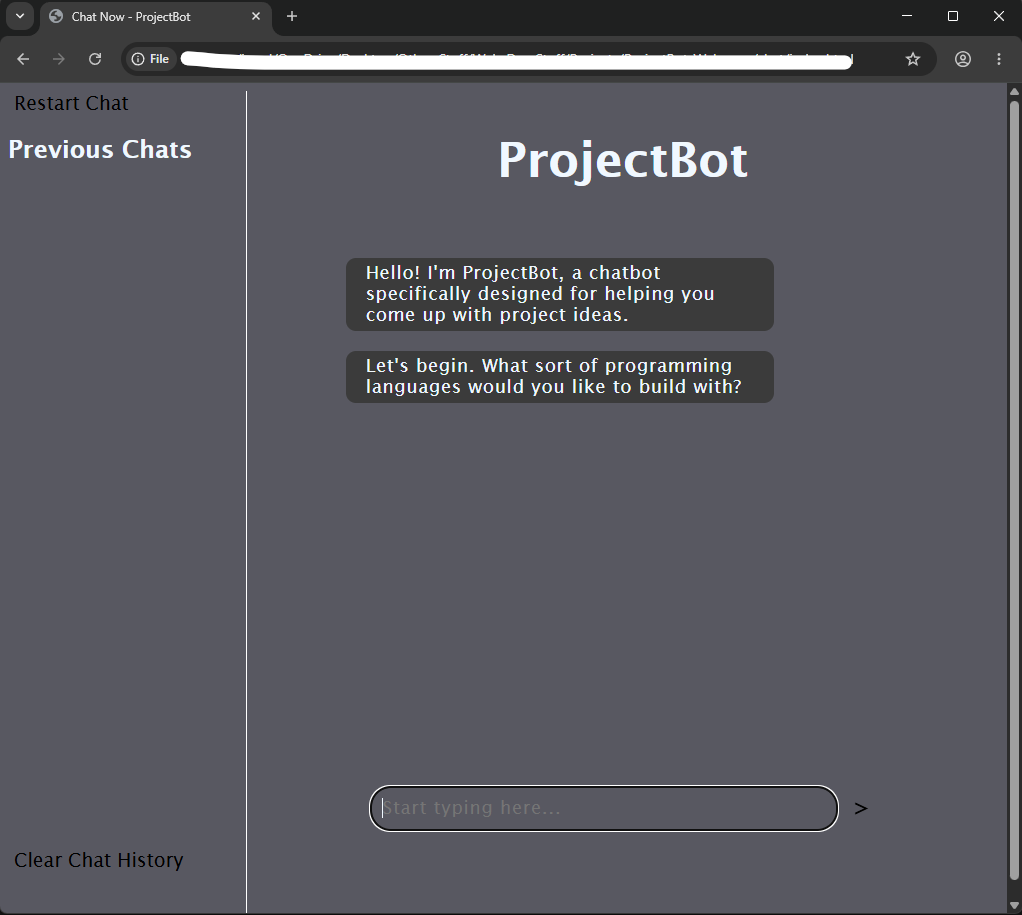 Chat Now - ProjectBot
File
Restart Chat
Previous Chats
ProjectBot
Hello! I'm ProjectBot, a chatbot
specifically designed for helping you
come up with project ideas.
Let's begin. What sort of programming
languages would you like to build with?
Start typing here...
>
Clear Chat History